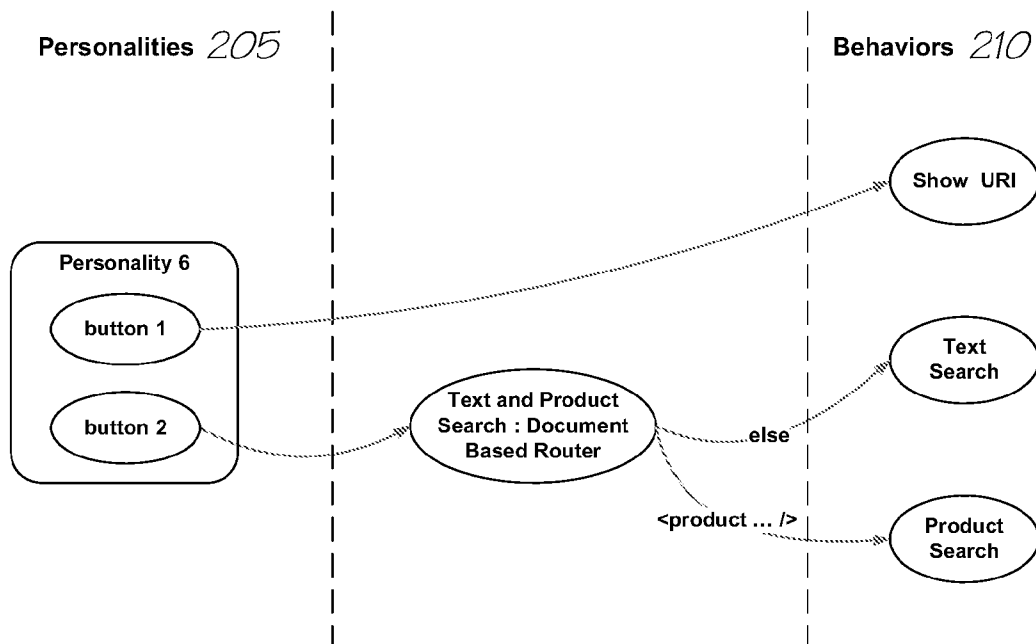 Personalities 205
Behaviors 210
Show URI
Personality 6
button 1
button 2
Text and Product
Search : Document
Based Router
else
Text
Search
<product ... />
Product
Search